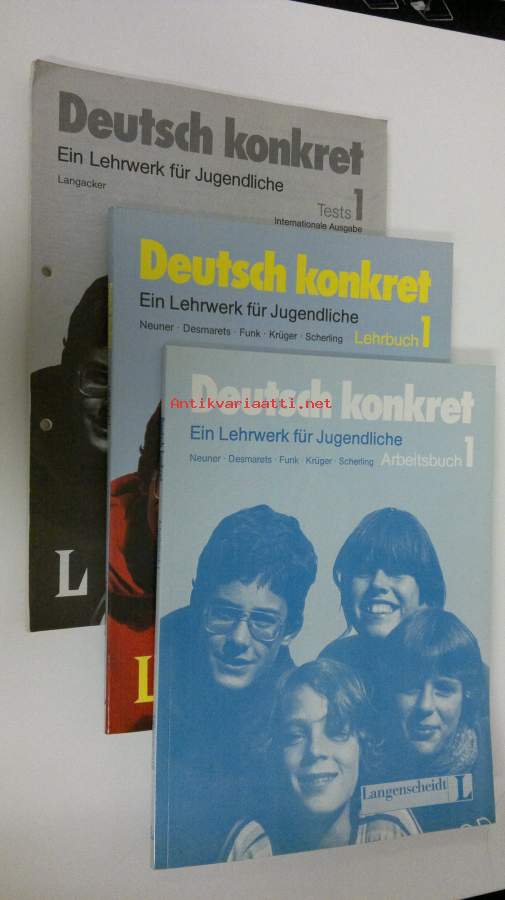 Deutsch konkret
Ein Lehrwerk für Jugendliche
Langacker
Tests 1
Internationale Ausgabe
L
Deutsch konkret
Ein Lehrwerk für Jugendliche
Neuner · Desmarets · Funk · Krüger · Scherling
Lehrbuch 1
L
Deutsch konkret
Antikvariaatti.net
Ein Lehrwerk für Jugendliche
Neuner · Desmarets · Funk · Krüger · Scherling
Arbeitsbuch 1
Langenscheidt L